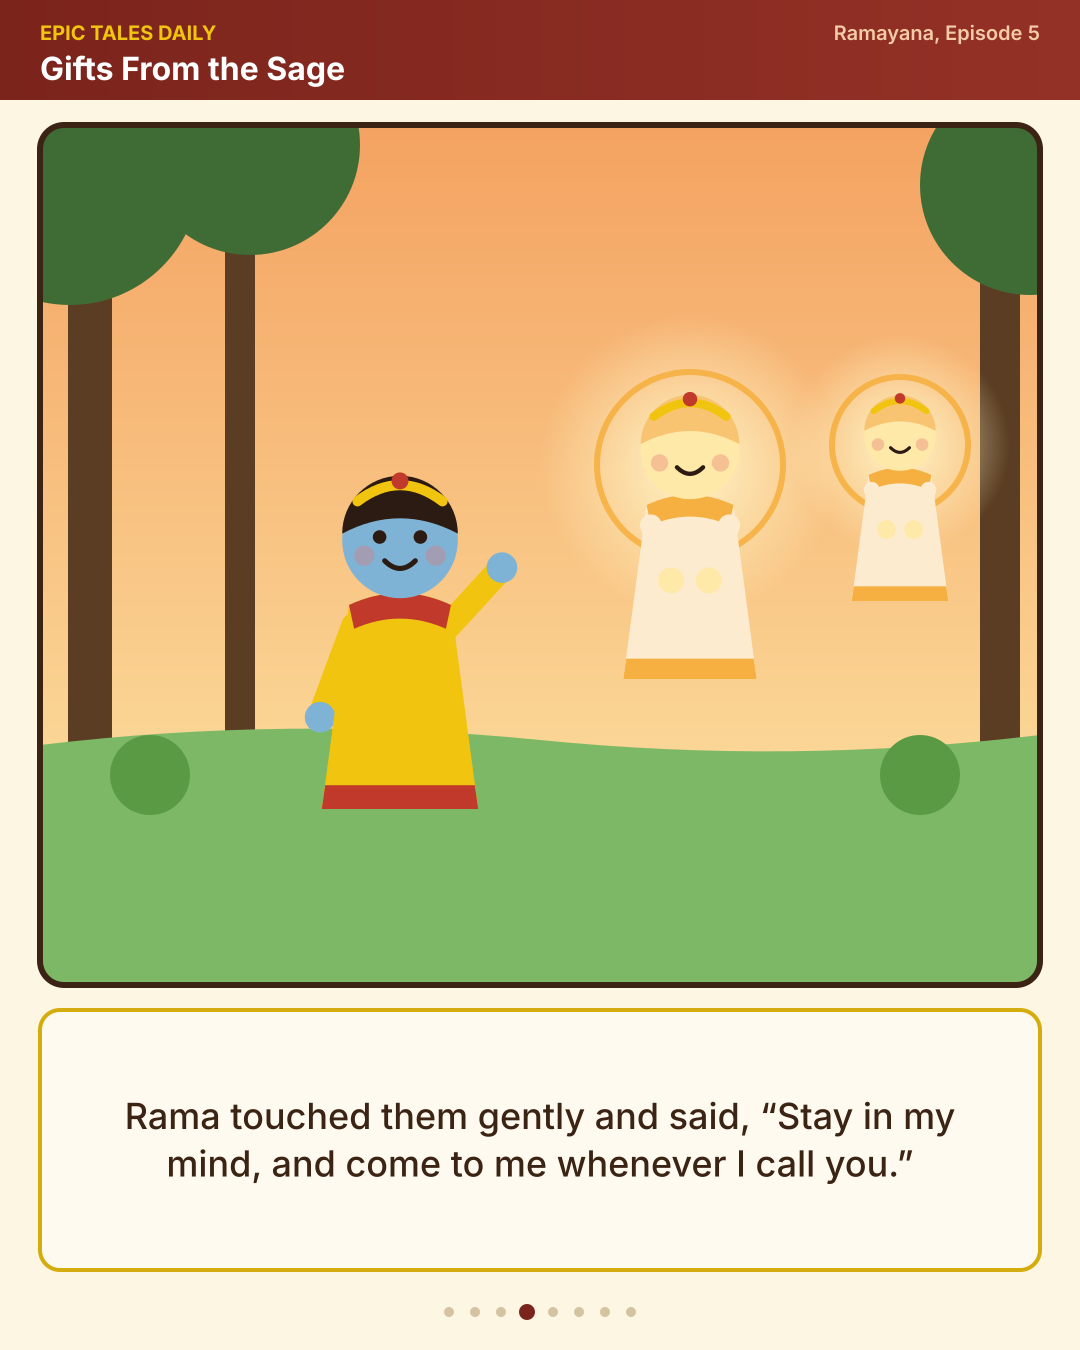 EPIC TALES DAILY
Gifts From the Sage
Ramayana, Episode 5
Rama touched them gently and said, “Stay in my
mind, and come to me whenever I call you.”